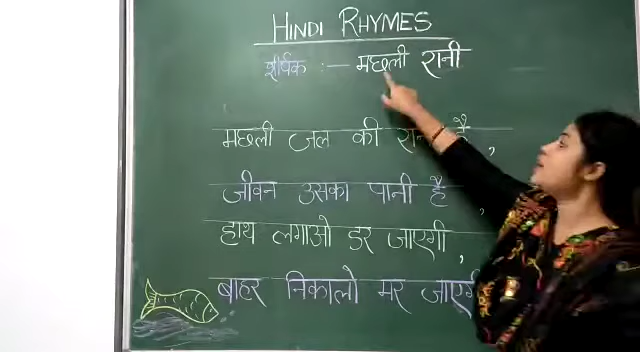 HINDI RHYMES
शीर्षक :— मछली रानी
मछली जल की है,
जीवन उसका पानी है,
हाथ लगाओ डर जाएगी,
बाहर निकालो मर